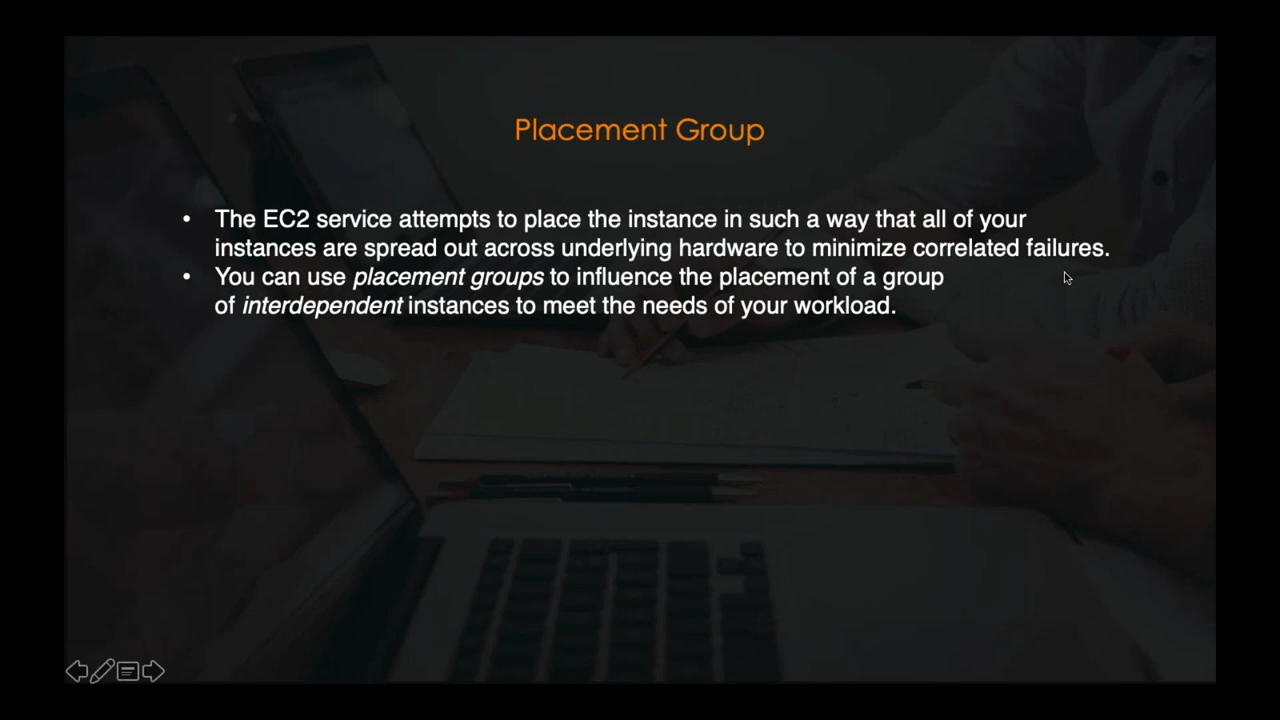 Placement Group
• The EC2 service attempts to place the instance in such a way that all of your
instances are spread out across underlying hardware to minimize correlated failures.
• You can use placement groups to influence the placement of a group
of interdependent instances to meet the needs of your workload.